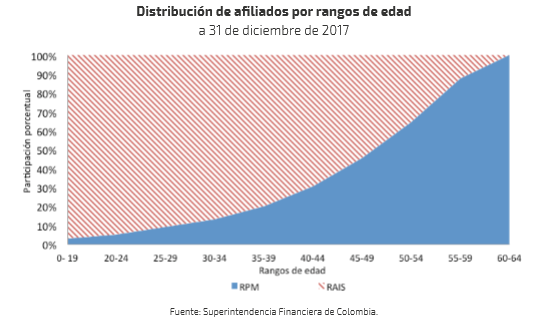 Distribución de afiliados por rangos de edad
a 31 de diciembre de 2017
Participación porcentual
100%
90%
80%
70%
60%
50%
40%
30%
20%
10%
0%
0- 19 20-24 25-29 30-34 35-39 40-44 45-49 50-54 55-59 60-64
Rangos de edad
RPM RAIS
Fuente: Superintendencia Financiera de Colombia.